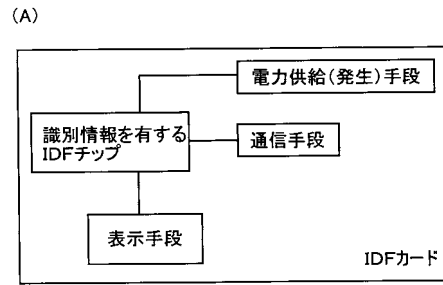 (A)
電力供給(発生)手段
識別情報を有する
IDFチップ
通信手段
表示手段
IDFカード